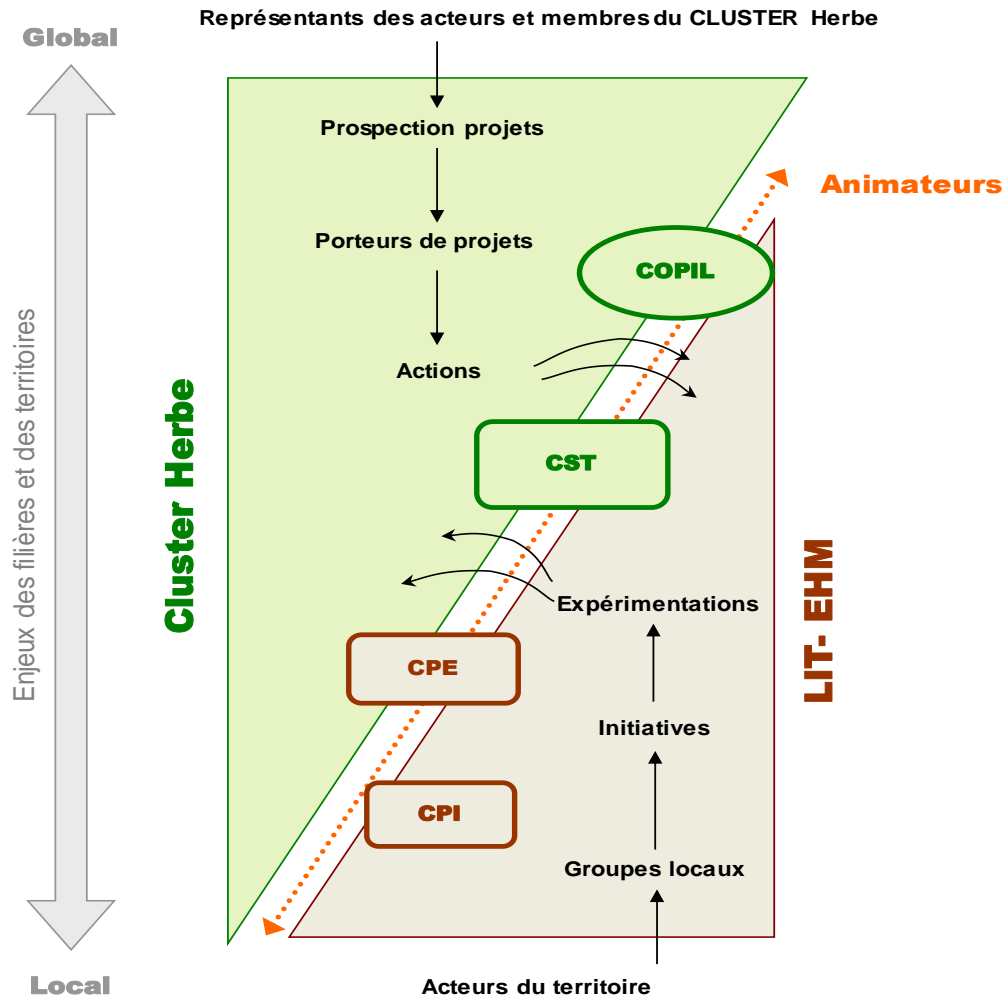 Représentants des acteurs et membres du CLUSTER Herbe
Global
Prospection projets
Animateurs
Porteurs de projets
COPIL
Actions
Enjeux des filières et des territoires
Cluster Herbe
CST
LIT- EHM
Expérimentations
CPE
Initiatives
CPI
Groupes locaux
Local
Acteurs du territoire